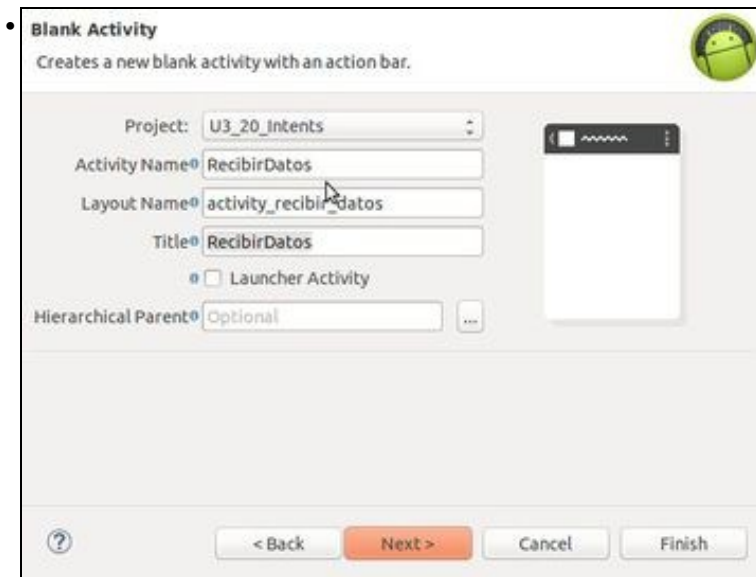 Blank Activity
Creates a new blank activity with an action bar.
Project: U3_20_Intents
Activity Name RecibirDatos
Layout Name activity_recibir_datos
Title RecibirDatos
Launcher Activity
Hierarchical Parent Optional ...
? < Back Next > Cancel Finish